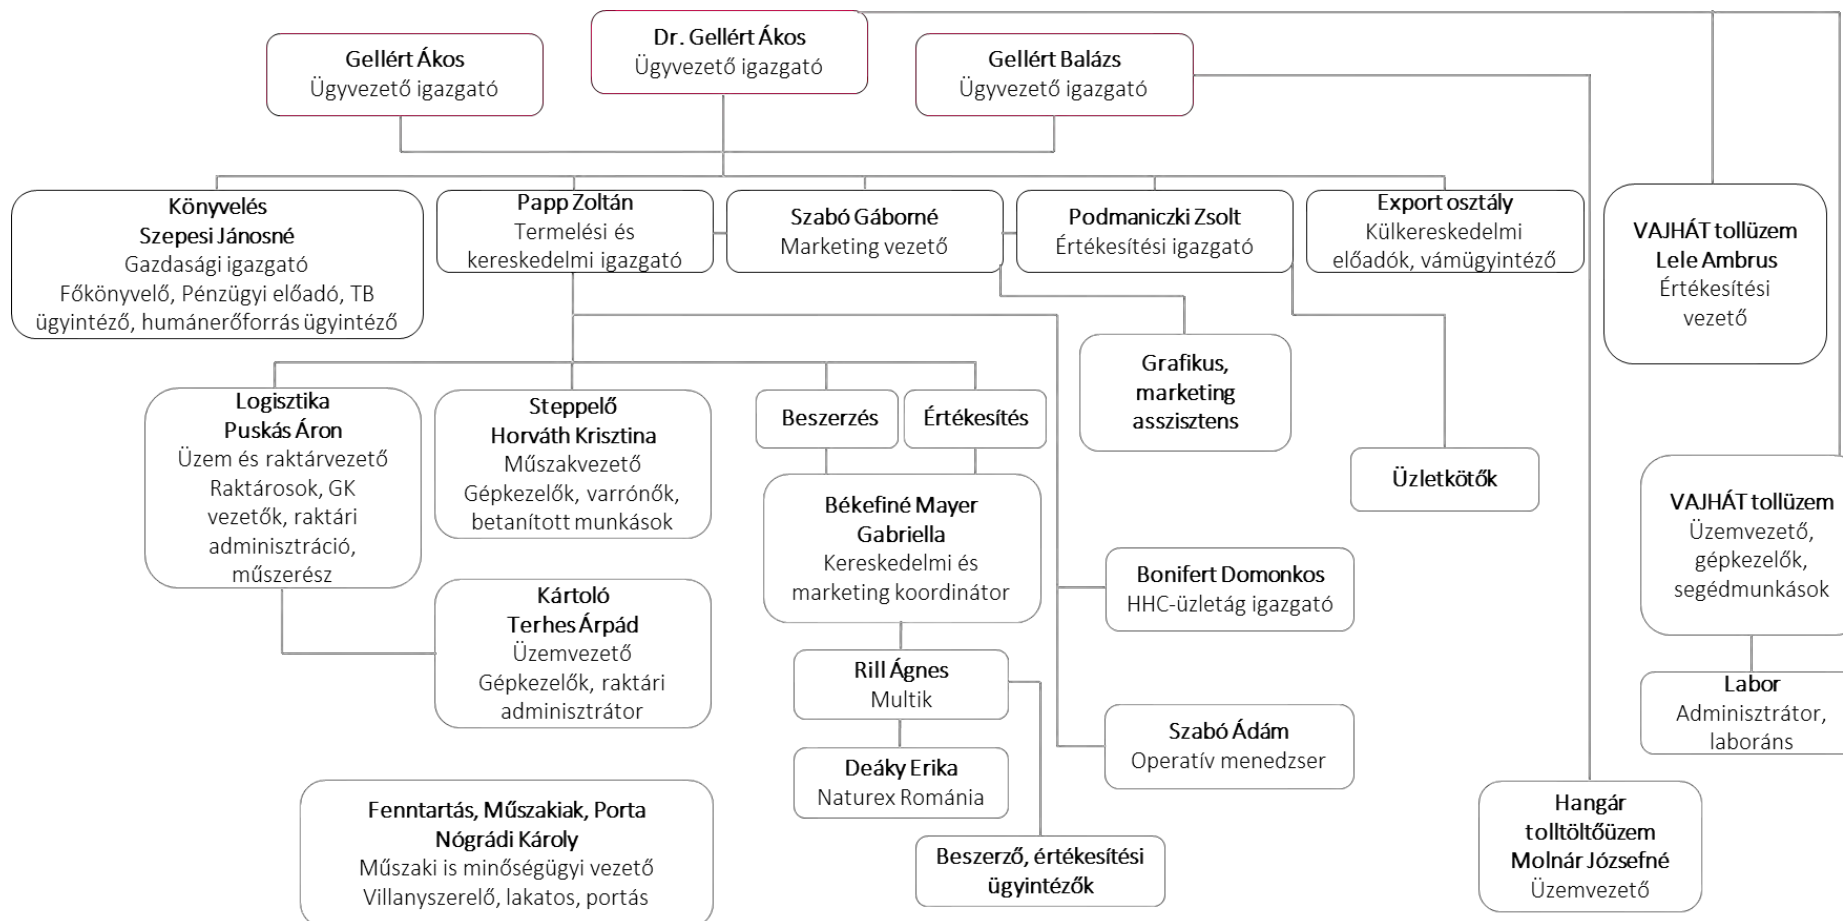 Gellért Ákos
Ügyvezető igazgató
Dr. Gellért Ákos
Ügyvezető igazgató
Gellért Balázs
Ügyvezető igazgató
Könyvelés
Szepesi Jánosné
Gazdasági igazgató
Főkönyvelő, Pénzügyi előadó, TB
ügyintéző, humánerőforrás ügyintéző
Papp Zoltán
Termelési és
kereskedelmi igazgató
Szabó Gáborné
Marketing vezető
Podmaniczki Zsolt
Értékesítési igazgató
Export osztály
Külkereskedelmi
előadók, vámügyintéző
VAJHÁT tollüzem
Lele Ambrus
Értékesítési
vezető
Logisztika
Puskás Áron
Üzem és raktárvezető
Raktárosok, GK
vezetők, raktári
adminisztráció,
műszerész
Steppelő
Horváth Krisztina
Műszakvezető
Gépkezelők, varrónők,
betanított munkások
Beszerzés
Értékesítés
Grafikus,
marketing
asszisztens
Üzletkötők
Békefiné Mayer
Gabriella
Kereskedelmi és
marketing koordinátor
VAJHÁT tollüzem
Üzemvezető,
gépkezelők,
segédmunkások
Bonifert Domonkos
HHC-üzletág igazgató
Kártoló
Terhes Árpád
Üzemvezető
Gépkezelők, raktári
adminisztrátor
Rill Ágnes
Multik
Labor
Adminisztrátor,
laboráns
Szabó Ádám
Operatív menedzser
Deáky Erika
Naturex Románia
Fenntartás, Műszakiak, Porta
Nógrádi Károly
Műszaki is minőségügyi vezető
Villanyszerelő, lakatos, portás
Beszerző, értékesítési
ügyintézők
Hangár
tolltöltőüzem
Molnár Józsefné
Üzemvezető